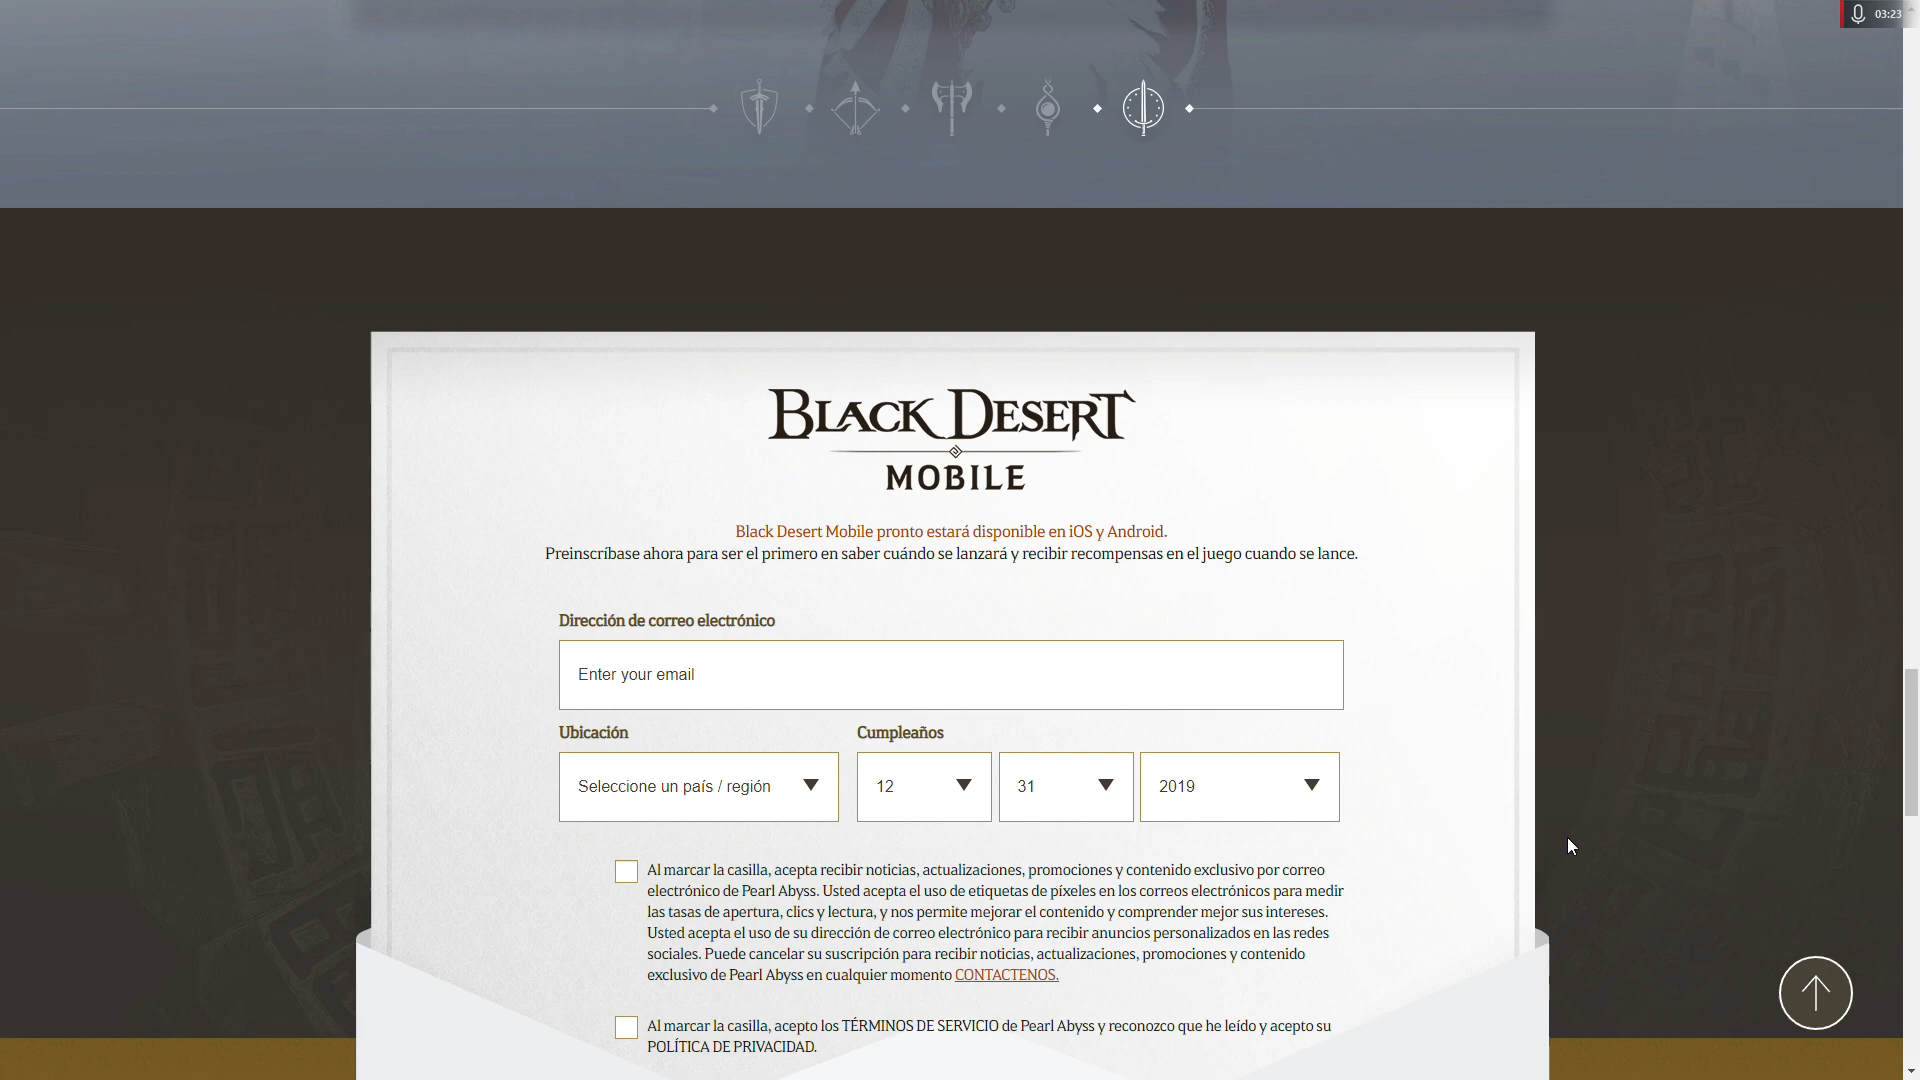 03:23
BLACK DESERT
MOBILE
Black Desert Mobile pronto estará disponible en iOS y Android.
Preinscríbase ahora para ser el primero en saber cuándo se lanzará y recibir recompensas en el juego cuando se lance.
Dirección de correo electrónico
Enter your email
Ubicación
Cumpleaños
Seleccione un país / región
12
31
2019
Al marcar la casilla, acepta recibir noticias, actualizaciones, promociones y contenido exclusivo por correo
electrónico de Pearl Abyss. Usted acepta el uso de etiquetas de píxeles en los correos electrónicos para medir
las tasas de apertura, clics y lectura, y nos permite mejorar el contenido y comprender mejor sus intereses.
Usted acepta el uso de su dirección de correo electrónico para recibir anuncios personalizados en las redes
sociales. Puede cancelar su suscripción para recibir noticias, actualizaciones, promociones y contenido
exclusivo de Pearl Abyss en cualquier momento CONTACTENOS.
Al marcar la casilla, acepto los TÉRMINOS DE SERVICIO de Pearl Abyss y reconozco que he leído y acepto su
POLÍTICA DE PRIVACIDAD.